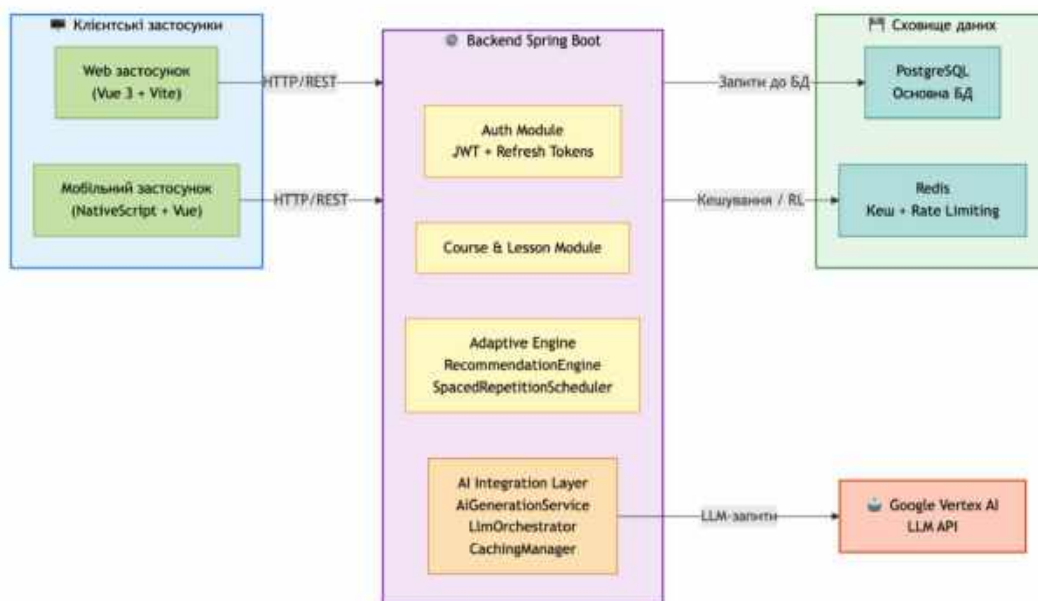 Клієнтські застосунки
Web застосунок
(Vue 3 + Vite)
Мобільний застосунок
(NativeScript + Vue)
HTTP/REST
HTTP/REST
Backend Spring Boot
Auth Module
JWT + Refresh Tokens
Course & Lesson Module
Adaptive Engine
RecommendationEngine
SpacedRepetitionScheduler
AI Integration Layer
AiGenerationService
LlmOrchestrator
CachingManager
Запити до БД
Кешування / RL
LLM-запити
Сховище даних
PostgreSQL
Основна БД
Redis
Кеш + Rate Limiting
Google Vertex AI
LLM API